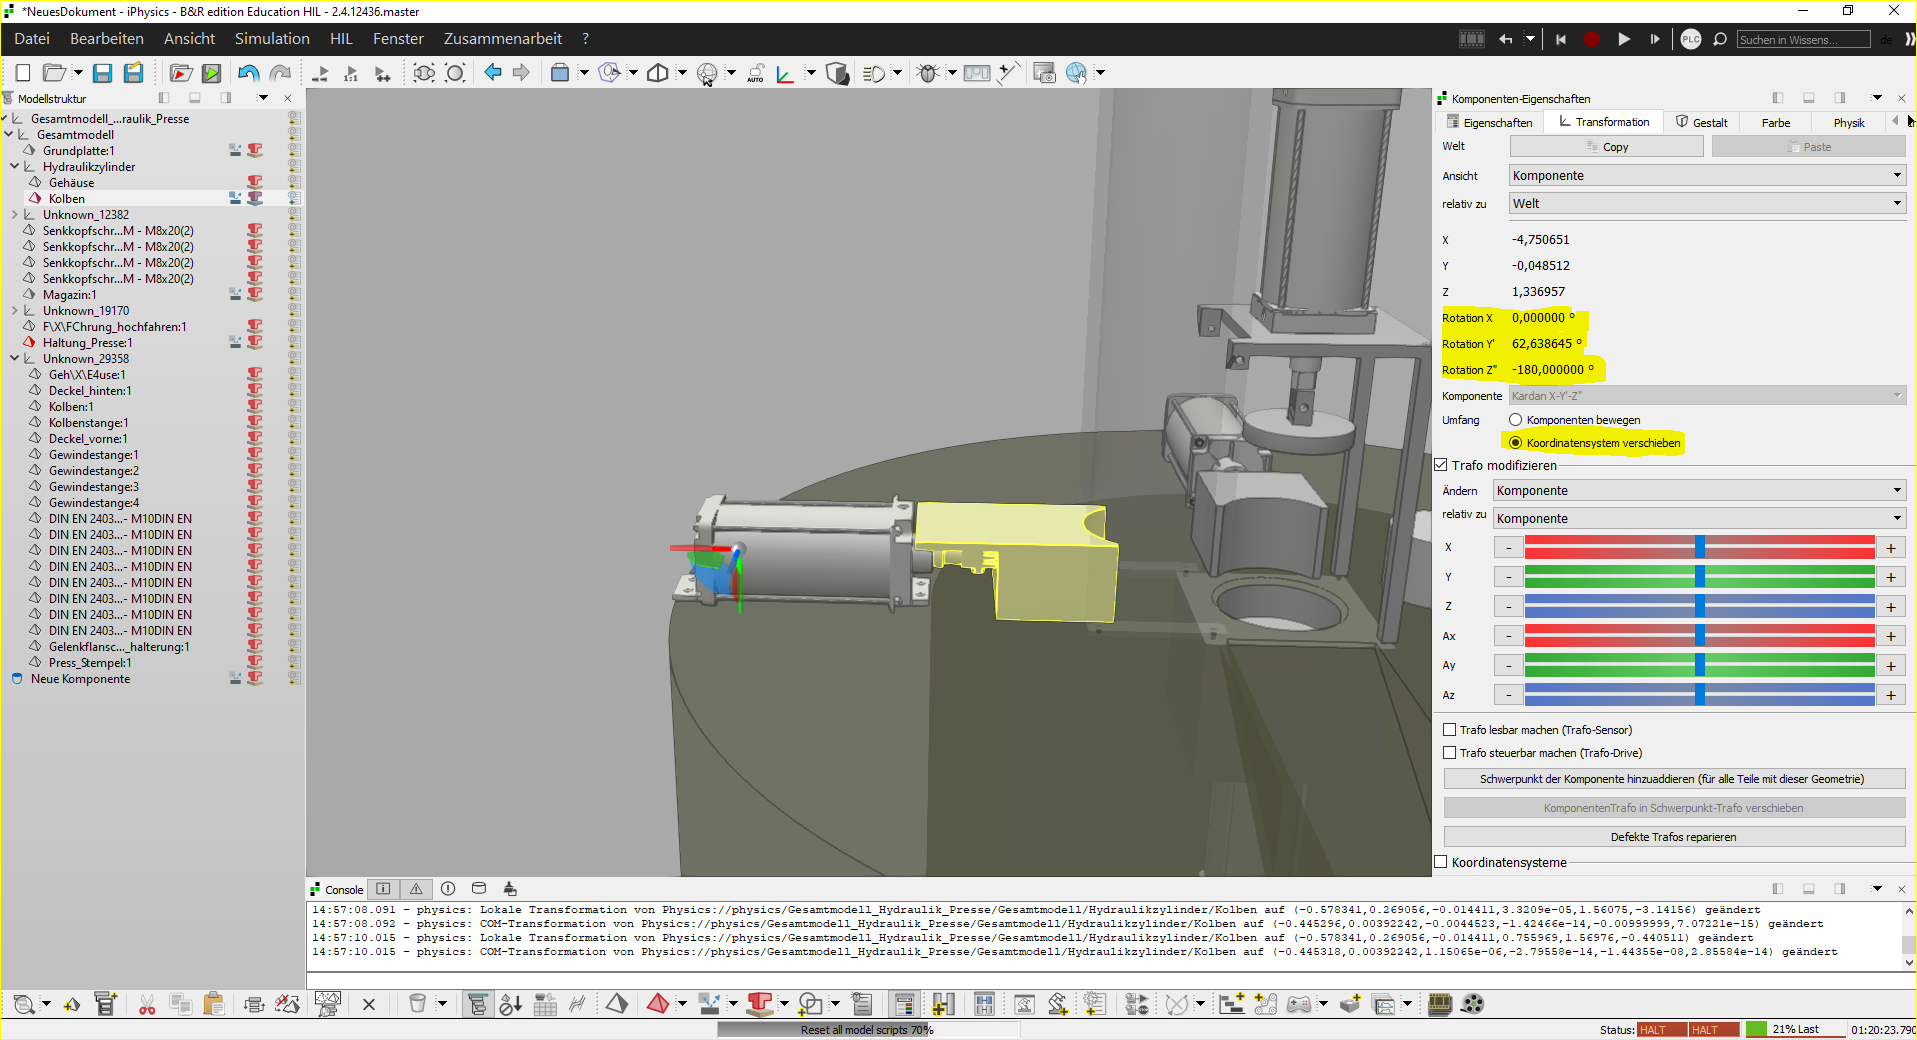 *NeuesDokument - iPhysics - B&R edition Education HIL - 2.4.12436.master
Datei Bearbeiten Ansicht Simulation HIL Fenster Zusammenarbeit ?
PLC
Suchen in Wissens...
de
1:1
AUTO
Modellstruktur
Gesamtmodell_...raulik_Presse
Gesamtmodell
Grundplatte:1
Hydraulikzylinder
Gehäuse
Kolben
Unknown_12382
Senkkopfschr...M - M8x20(2)
Senkkopfschr...M - M8x20(2)
Senkkopfschr...M - M8x20(2)
Senkkopfschr...M - M8x20(2)
Magazin:1
Unknown_19170
F\X\FChrung_hochfahren:1
Haltung_Presse:1
Unknown_29358
Geh\X\E4use:1
Deckel_hinten:1
Kolben:1
Kolbenstange:1
Deckel_vorne:1
Gewindestange:1
Gewindestange:2
Gewindestange:3
Gewindestange:4
DIN EN 2403...- M10DIN EN
DIN EN 2403...- M10DIN EN
DIN EN 2403...- M10DIN EN
DIN EN 2403...- M10DIN EN
DIN EN 2403...- M10DIN EN
DIN EN 2403...- M10DIN EN
DIN EN 2403...- M10DIN EN
DIN EN 2403...- M10DIN EN
Gelenkflansc..._halterung:1
Press_Stempel:1
Neue Komponente
Komponenten-Eigenschaften
Eigenschaften Transformation Gestalt Farbe Physik
Welt Copy Paste
Ansicht Komponente
relativ zu Welt
X -4,750651
Y -0,048512
Z 1,336957
Rotation X 0,000000 °
Rotation Y' 62,638645 °
Rotation Z" -180,000000 °
Komponente Kardan X-Y'-Z"
Umfang Komponenten bewegen
Koordinatensystem verschieben
Trafo modifizieren
Ändern Komponente
relativ zu Komponente
X - +
Y - +
Z - +
Ax - +
Ay - +
Az - +
Trafo lesbar machen (Trafo-Sensor)
Trafo steuerbar machen (Trafo-Drive)
Schwerpunkt der Komponente hinzuaddieren (für alle Teile mit dieser Geometrie)
KomponentenTrafo in Schwerpunkt-Trafo verschieben
Defekte Trafos reparieren
Koordinatensysteme
Console
14:57:08.091 - physics: Lokale Transformation von Physics://physics/Gesamtmodell_Hydraulik_Presse/Gesamtmodell/Hydraulikzylinder/Kolben auf (-0.578341,0.269056,-0.014411,3.3209e-05,1.56075,-3.14156) geändert
14:57:08.092 - physics: COM-Transformation von Physics://physics/Gesamtmodell_Hydraulik_Presse/Gesamtmodell/Hydraulikzylinder/Kolben auf (-0.445296,0.00392242,-0.0044523,-1.42466e-14,-0.00999999,7.07221e-15) geändert
14:57:10.015 - physics: Lokale Transformation von Physics://physics/Gesamtmodell_Hydraulik_Presse/Gesamtmodell/Hydraulikzylinder/Kolben auf (-0.578341,0.269056,-0.014411,0.755969,1.56976,-0.440511) geändert
14:57:10.015 - physics: COM-Transformation von Physics://physics/Gesamtmodell_Hydraulik_Presse/Gesamtmodell/Hydraulikzylinder/Kolben auf (-0.445318,0.00392242,1.15065e-06,-2.79558e-14,-1.44355e-08,2.85584e-14) geändert
Reset all model scripts 70%
Status: HALT HALT 21% Last 01:20:23.790